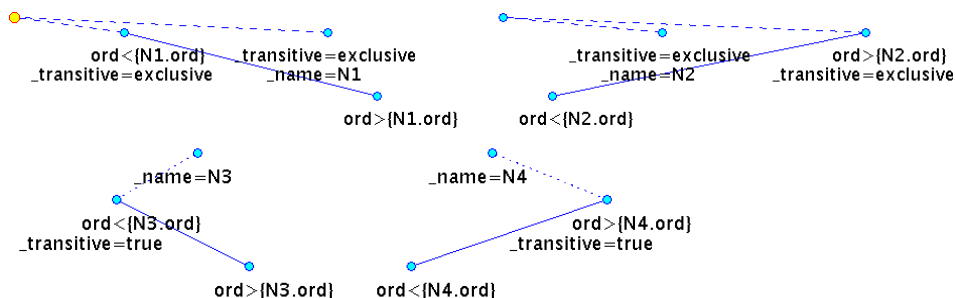 ord<{N1.ord}
_transitive=exclusive
_transitive=exclusive
_name=N1
_transitive=exclusive
_name=N2
ord>{N2.ord}
_transitive=exclusive
ord>{N1.ord}
ord<{N2.ord}
_name=N3
_name=N4
ord<{N3.ord}
_transitive=true
ord>{N4.ord}
_transitive=true
ord>{N3.ord}
ord<{N4.ord}